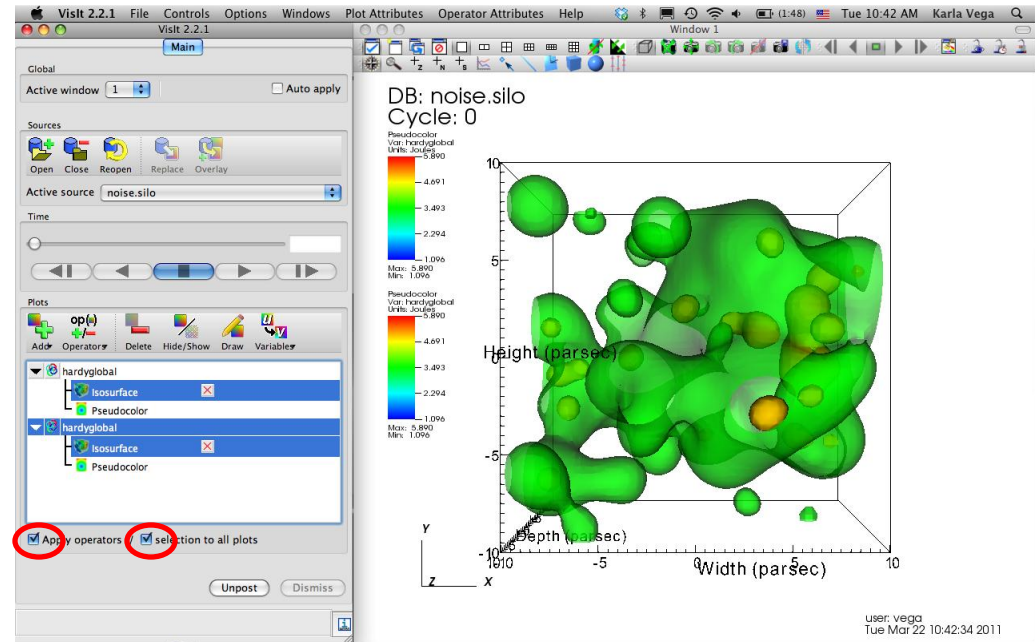 VisIt 2.2.1 File Controls Options Windows Plot Attributes Operator Attributes Help (1:48) Tue 10:42 AM Karla Vega
VisIt 2.2.1
Main
Global
Active window 1 Auto apply
Sources
Open Close Reopen Replace Overlay
Active source noise.silo
Time
Plots
op(
+/-
Add Operators Delete Hide/Show Draw Variables
hardyglobal
Isosurface
Pseudocolor
hardyglobal
Isosurface
Pseudocolor
Apply operators / selection to all plots
Unpost Dismiss
Window 1
DB: noise.silo
Cycle: 0
Pseudocolor
Var: hardyglobal
Units: Joules
5.890
4.691
3.493
2.294
1.096
Max: 5.890
Min: 1.096
Pseudocolor
Var: hardyglobal
Units: Joules
5.890
4.691
3.493
2.294
1.096
Max: 5.890
Min: 1.096
10
5
Height (parsec)
-5
-10
Depth (parsec)
-5
5
10
Width (parsec)
Y
Z X
user: vega
Tue Mar 22 10:42:34 2011